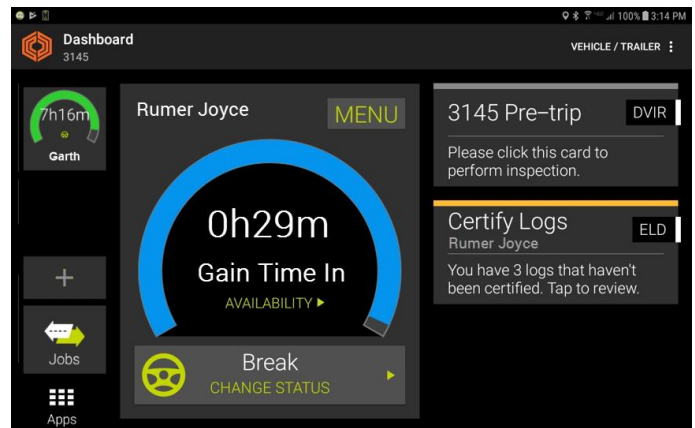 100% 3:14 PM
Dashboard
3145
VEHICLE / TRAILER
7h16m
Garth
Rumer Joyce
MENU
0h29m
Gain Time In
AVAILABILITY
Break
CHANGE STATUS
+
Jobs
Apps
3145 Pre-trip
DVIR
Please click this card to
perform inspection.
Certify Logs
Rumer Joyce
ELD
You have 3 logs that haven't
been certified. Tap to review.